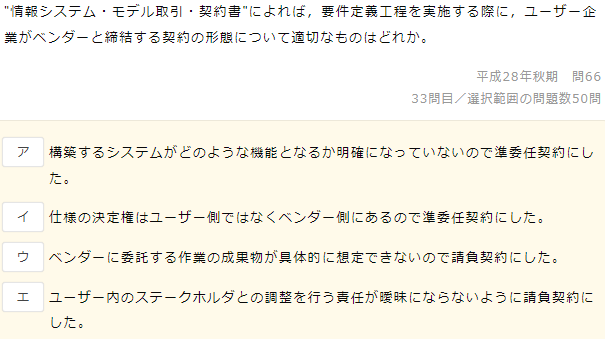 "情報システム・モデル取引・契約書"によれば，要件定義工程を実施する際に，ユーザー企
業がベンダーと締結する契約の形態について適切なものはどれか。
平成28年秋期　問66
33問目／選択範囲の問題数50問
ア　構築するシステムがどのような機能となるか明確になっていないので準委任契約にし
た。
イ　仕様の決定権はユーザー側ではなくベンダー側にあるので準委任契約にした。
ウ　ベンダーに委託する作業の成果物が具体的に想定できないので請負契約にした。
エ　ユーザー内のステークホルダとの調整を行う責任が曖昧にならないように請負契約に
した。